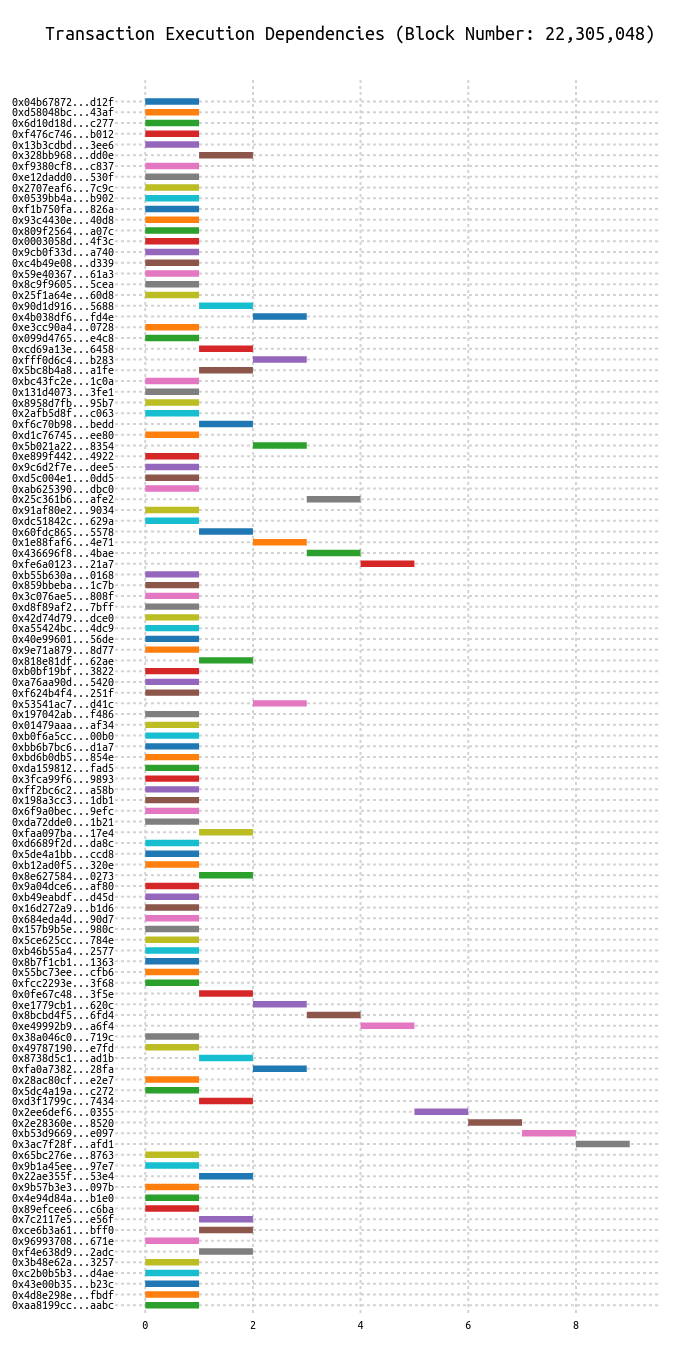 Transaction Execution Dependencies (Block Number: 22,305,048)
0x04b67872...d12f
0xd58048bc...43af
0x6d10d18d...c277
0xf476c746...b012
0x13b3cdbd...3ee6
0x328bb968...dd0e
0xf9380cf8...c837
0xe12dadd0...530f
0x2707eaf6...7c9c
0x0539bb4a...b902
0xf1b750fa...826a
0x93c4430e...40d8
0x809f2564...a07c
0x0003058d...4f3c
0x9cb0f33d...a740
0xc4b49e08...d339
0x59e40367...61a3
0x8c9f9605...5cea
0x25f1a64e...60d8
0x90d1d916...5688
0x4b038df6...fd4e
0xe3cc90a4...0728
0x099d4765...e4c8
0xcd69a13e...6458
0xfff0d6c4...b283
0x5bc8b4a8...a1fe
0xbc43fc2e...1c0a
0x131d4073...3fe1
0x8958d7fb...95b7
0x2afb5d8f...c063
0xf6c70b98...bedd
0xd1c76745...ee80
0x5b021a22...8354
0xe899f442...4922
0x9c6d2f7e...dee5
0xd5c004e1...0dd5
0xab625390...dbc0
0x25c361b6...afe2
0x91af80e2...9034
0xdc51842c...629a
0x60fdc865...5578
0x1e88faf6...4e71
0x436696f8...4bae
0xfe6a0123...21a7
0xb55b630a...0168
0x859bbeba...1c7b
0x3c076ae5...808f
0xd8f89af2...7bff
0x42d74d79...dce0
0xa55424bc...4dc9
0x40e99601...56de
0x9e71a879...8d77
0x818e81df...62ae
0xb0bf19bf...3822
0xa76aa90d...5420
0xf624b4f4...251f
0x53541ac7...d41c
0x197042ab...f486
0x01479aaa...af34
0xb0f6a5cc...00b0
0xbb6b7bc6...d1a7
0xbd6b0db5...854e
0xda159812...fad5
0x3fca99f6...9893
0xff2bc6c2...a58b
0x198a3cc3...1db1
0x6f9a0bec...9efc
0xda72dde0...1b21
0xfaa097ba...17e4
0xd6689f2d...da8c
0x5de4a1bb...ccd8
0xb12ad0f5...320e
0x8e627584...0273
0x9a04dce6...af80
0xb49eabdf...d45d
0x16d272a9...b1d6
0x684eda4d...90d7
0x157b9b5e...980c
0x5ce625cc...784e
0xb46b55a4...2577
0x8b7f1cb1...1363
0x55bc73ee...cfb6
0xfcc2293e...3f68
0x0fe67c48...3f5e
0xe1779cb1...620c
0x8bcbd4f5...6fd4
0xe49992b9...a6f4
0x38a046c0...719c
0x49787190...e7fd
0x8738d5c1...ad1b
0xfa0a7382...28fa
0x28ac80cf...e2e7
0x5dc4a19a...c272
0xd3f1799c...7434
0x2ee6def6...0355
0x2e28360e...8520
0xb53d9669...e097
0x3ac7f28f...afd1
0x65bc276e...8763
0x9b1a45ee...97e7
0x22ae355f...53e4
0x9b57b3e3...097b
0x4e94d84a...b1e0
0x89efcee6...c6ba
0x7c2117e5...e56f
0xce6b3a61...bff0
0x96993708...671e
0xf4e638d9...2adc
0x3b48e62a...3257
0xc2b0b5b3...d4ae
0x43e00b35...b23c
0x4d8e298e...fbdf
0xaa8199cc...aabc
0 2 4 6 8